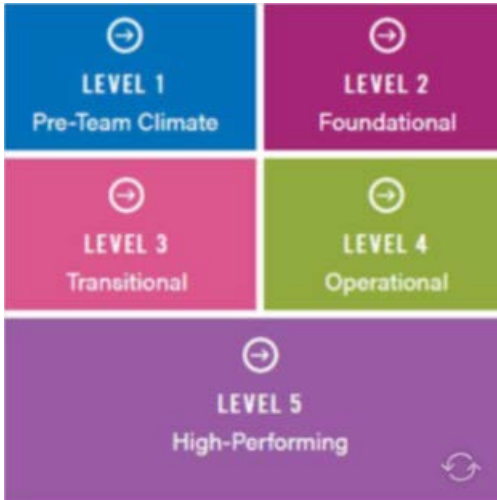 LEVEL 1
Pre-Team Climate
LEVEL 2
Foundational
LEVEL 3
Transitional
LEVEL 4
Operational
LEVEL 5
High-Performing